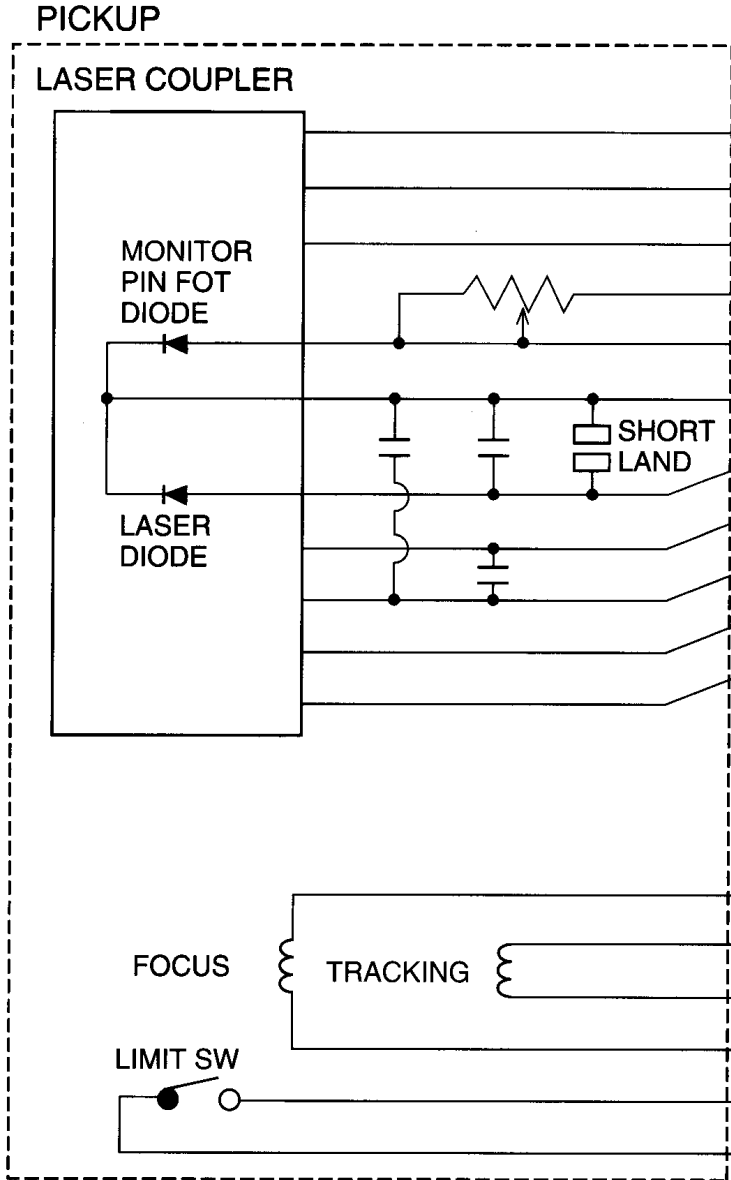 PICKUP
LASER COUPLER
MONITOR
PIN FOT
DIODE
SHORT
LAND
LASER
DIODE
FOCUS
TRACKING
LIMIT SW